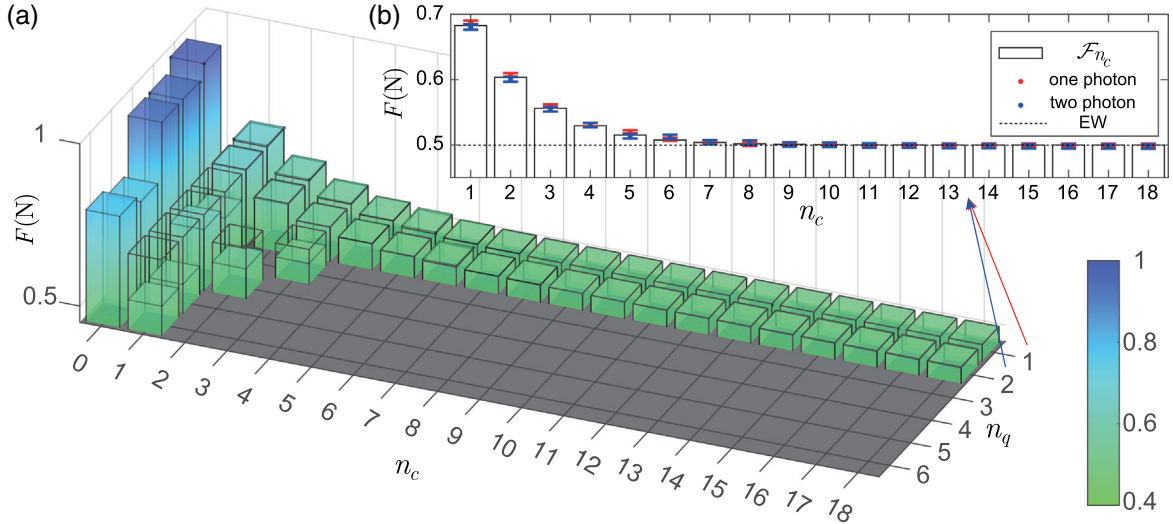 (a)
(b)
F(N)
1
0.5
0 1 2 3 4 5 6 7 8 9 10 11 12 13 14 15 16 17 18
n_c
1 2 3 4 5 6
n_q
F(N)
0.7
0.6
0.5
1 2 3 4 5 6 7 8 9 10 11 12 13 14 15 16 17 18
n_c
ℱ_{n_c}
one photon
two photon
EW
1
0.8
0.6
0.4